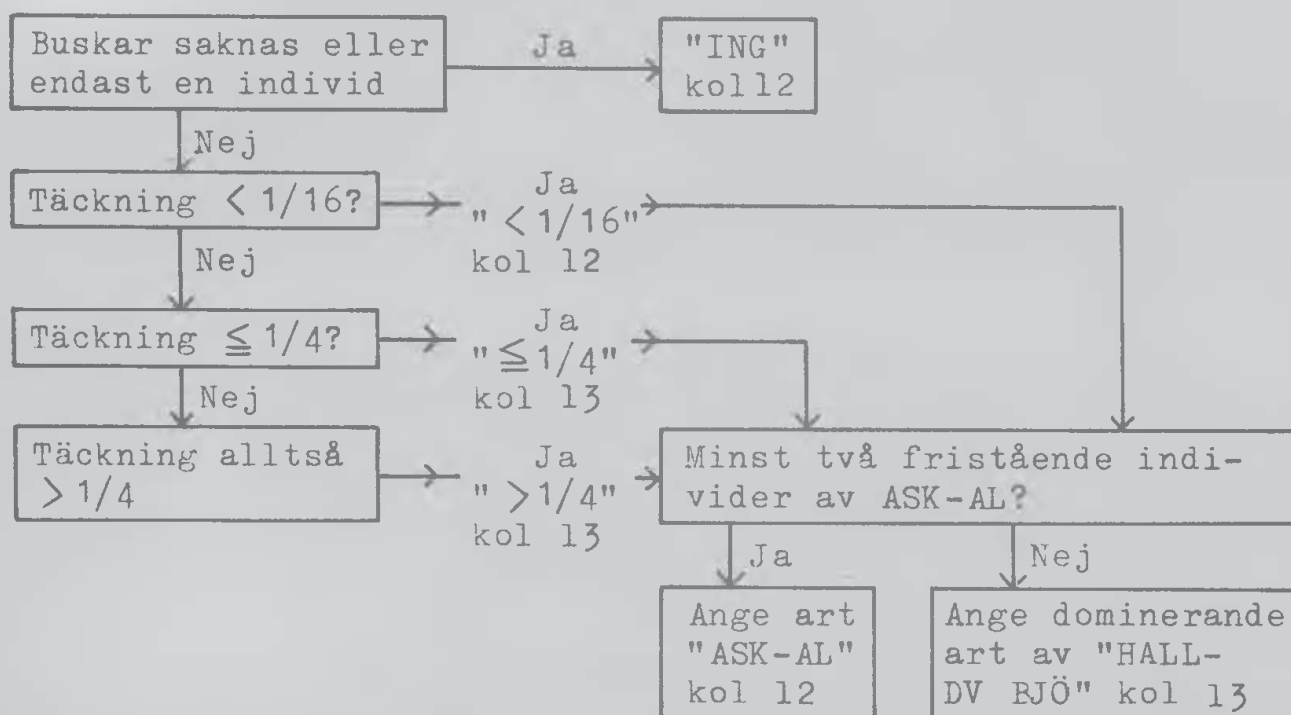 Buskar saknas eller
endast en individ
Ja
"ING"
kol12
Nej
Täckning < 1/16?
Ja
" < 1/16"
kol 12
Nej
Täckning ≦ 1/4?
Ja
"≦ 1/4"
kol 13
Nej
Täckning alltså
> 1/4
Ja
" > 1/4"
kol 13
Minst två fristående indi-
vider av ASK-AL?
Ja
Nej
Ange art
"ASK-AL"
kol 12
Ange dominerande
art av "HALL-
DV BJÖ" kol 13